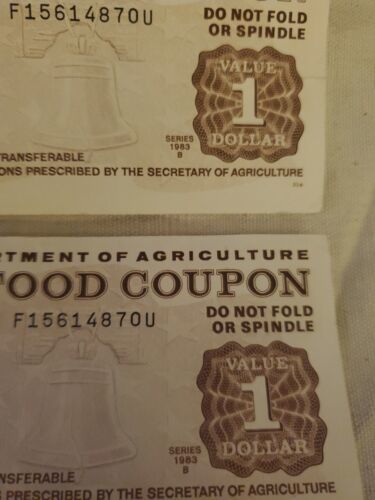 F15614870U
DO NOT FOLD
OR SPINDLE
VALUE
1
DOLLAR
SERIES
1983
B
TRANSFERABLE
ONS PRESCRIBED BY THE SECRETARY OF AGRICULTURE
RTMENT OF AGRICULTURE
FOOD COUPON
F15614870U
DO NOT FOLD
OR SPINDLE
VALUE
1
DOLLAR
SERIES
1983
B
NSFERABLE
S PRESCRIBED BY THE SECRETARY OF AGRICULTURE